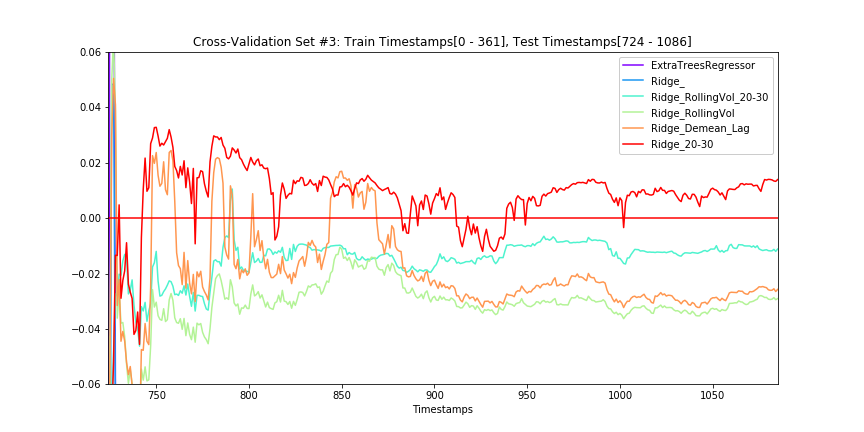 Cross-Validation Set #3: Train Timestamps[0 - 361], Test Timestamps[724 - 1086]
0.06
0.04
0.02
0.00
−0.02
−0.04
−0.06
ExtraTreesRegressor
Ridge_
Ridge_RollingVol_20-30
Ridge_RollingVol
Ridge_Demean_Lag
Ridge_20-30
750 800 850 900 950 1000 1050
Timestamps